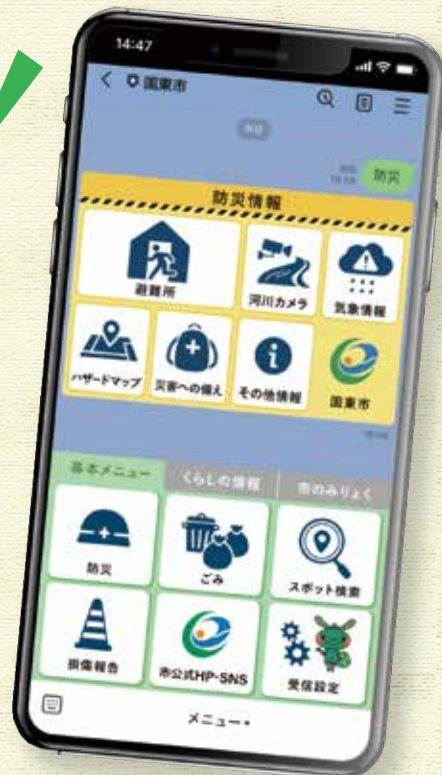 14:47
国東市
今日
既読
防災
防災情報
避難所
河川カメラ
気象情報
ハザードマップ
災害への備え
その他情報
国東市
基本メニュー
くらしの情報
市のみりょく
防災
ごみ
スポット検索
損傷報告
市公式HP・SNS
受信設定
メニュー